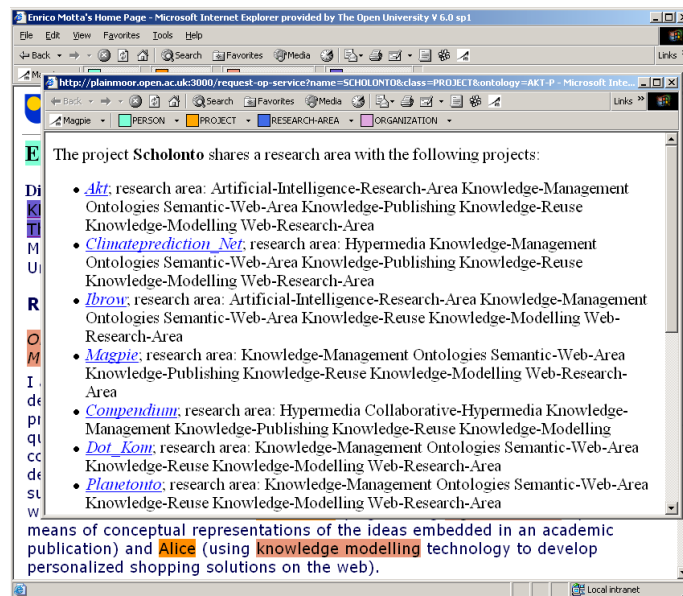 Enrico Motta's Home Page - Microsoft Internet Explorer provided by The Open University V 6.0 sp1
File Edit View Favorites Tools Help
Back Search Favorites Media Links
http://plainmoor.open.ac.uk:3000/request-op-service?name=SCHOLONTO&class=PROJECT&ontology=AKT-P - Microsoft Inte...
Back Search Favorites Media Links »
Magpie PERSON PROJECT RESEARCH-AREA ORGANIZATION
The project Scholonto shares a research area with the following projects:
• Akt; research area: Artificial-Intelligence-Research-Area Knowledge-Management
Ontologies Semantic-Web-Area Knowledge-Publishing Knowledge-Reuse
Knowledge-Modelling Web-Research-Area
• Climateprediction_Net; research area: Hypermedia Knowledge-Management
Ontologies Semantic-Web-Area Knowledge-Publishing Knowledge-Reuse
Knowledge-Modelling Web-Research-Area
• Ibrow; research area: Artificial-Intelligence-Research-Area Knowledge-Management
Ontologies Semantic-Web-Area Knowledge-Reuse Knowledge-Modelling Web-
Research-Area
• Magpie; research area: Knowledge-Management Ontologies Semantic-Web-Area
Knowledge-Publishing Knowledge-Reuse Knowledge-Modelling Web-Research-
Area
• Compendium; research area: Hypermedia Collaborative-Hypermedia Knowledge-
Management Knowledge-Publishing Knowledge-Reuse Knowledge-Modelling
• Dot_Kom; research area: Knowledge-Management Ontologies Semantic-Web-Area
Knowledge-Reuse Knowledge-Modelling Web-Research-Area
• Planetonto; research area: Knowledge-Management Ontologies Semantic-Web-Area
Knowledge-Reuse Knowledge-Modelling Web-Research-Area
means of conceptual representations of the ideas embedded in an academic
publication) and Alice (using knowledge modelling technology to develop
personalized shopping solutions on the web).
Local intranet